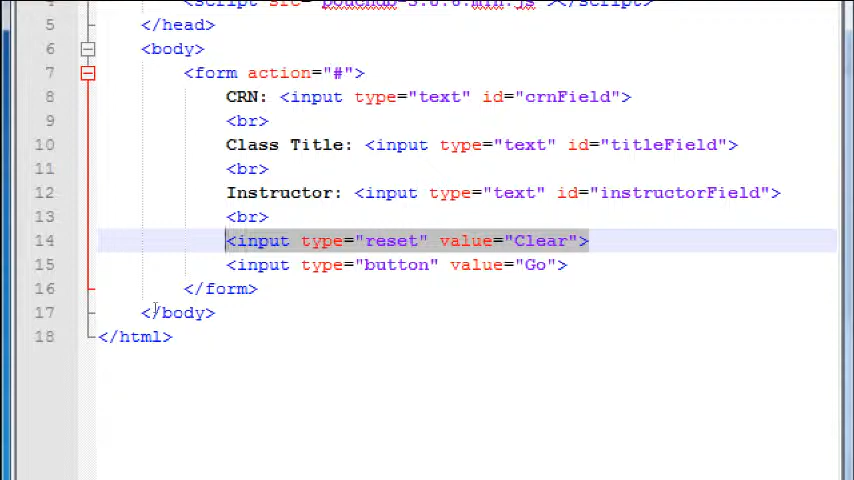 5 </head>
6 <body>
7 <form action="#">
8 CRN: <input type="text" id="crnField">
9 <br>
10 Class Title: <input type="text" id="titleField">
11 <br>
12 Instructor: <input type="text" id="instructorField">
13 <br>
14 <input type="reset" value="Clear">
15 <input type="button" value="Go">
16 </form>
17 </body>
18 </html>